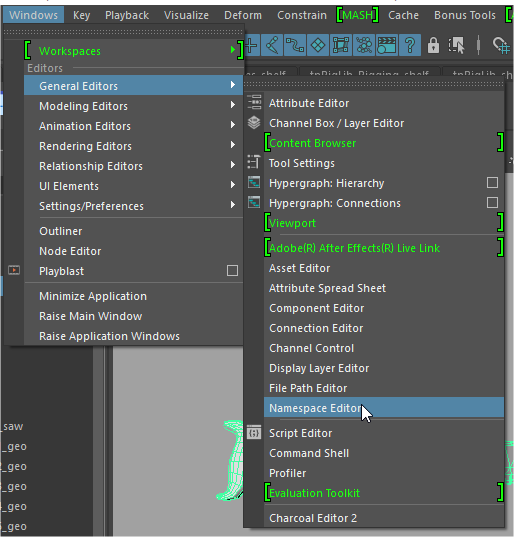 Windows Key Playback Visualize Deform Constrain [MASH] Cache Bonus Tools [
Workspaces
Editors
General Editors
Modeling Editors
Animation Editors
Rendering Editors
Relationship Editors
UI Elements
Settings/Preferences
Outliner
Node Editor
Playblast
Minimize Application
Raise Main Window
Raise Application Windows
Attribute Editor
Channel Box / Layer Editor
Content Browser
Tool Settings
Hypergraph: Hierarchy
Hypergraph: Connections
Viewport
Adobe(R) After Effects(R) Live Link
Asset Editor
Attribute Spread Sheet
Component Editor
Connection Editor
Channel Control
Display Layer Editor
File Path Editor
Namespace Editor
Script Editor
Command Shell
Profiler
Evaluation Toolkit
Charcoal Editor 2
_saw
_geo
_geo
_geo
_geo
_geo